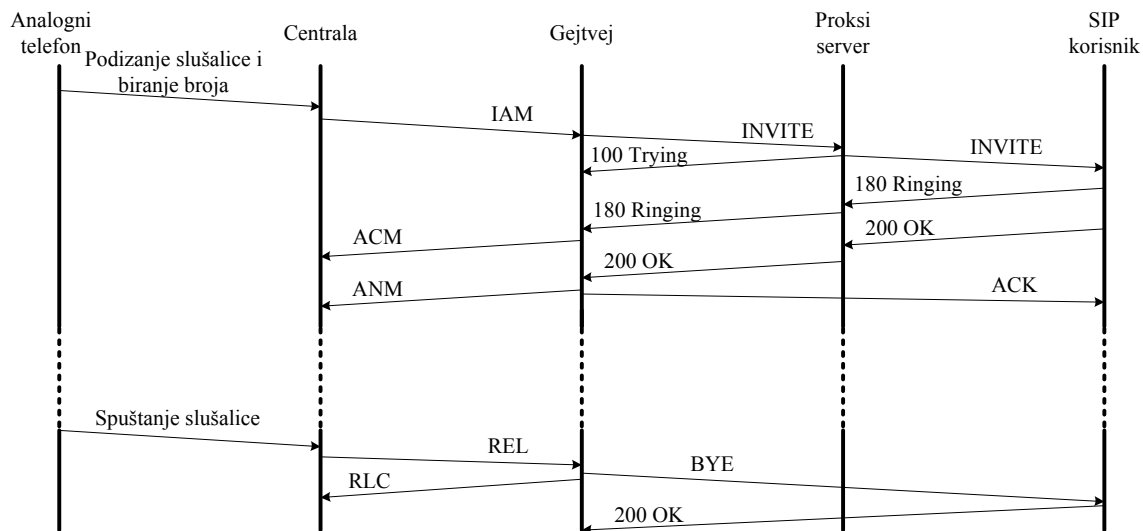 Analogni
telefon
Centrala
Gejtvej
Proksi
server
SIP
korisnik
Podizanje slušalice i
biranje broja
IAM
INVITE
INVITE
100 Trying
180 Ringing
180 Ringing
ACM
200 OK
200 OK
ANM
ACK
Spuštanje slušalice
REL
BYE
RLC
200 OK